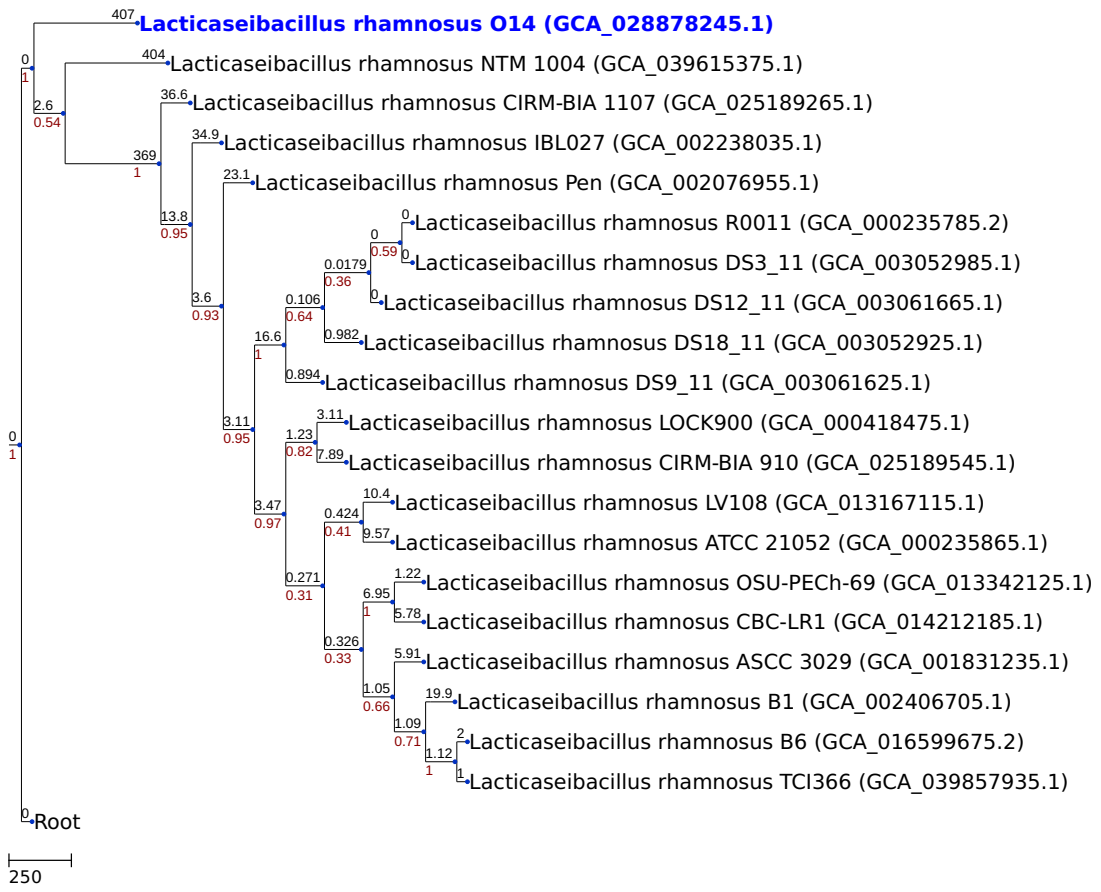 407
Lacticaseibacillus rhamnosus O14 (GCA_028878245.1)
0
1
404
Lacticaseibacillus rhamnosus NTM 1004 (GCA_039615375.1)
2.6
0.54
36.6
Lacticaseibacillus rhamnosus CIRM-BIA 1107 (GCA_025189265.1)
369
1
34.9
Lacticaseibacillus rhamnosus IBL027 (GCA_002238035.1)
13.8
0.95
23.1
Lacticaseibacillus rhamnosus Pen (GCA_002076955.1)
3.6
0.93
0
Lacticaseibacillus rhamnosus R0011 (GCA_000235785.2)
0
0.59
0
Lacticaseibacillus rhamnosus DS3_11 (GCA_003052985.1)
0.0179
0.36
0
Lacticaseibacillus rhamnosus DS12_11 (GCA_003061665.1)
0.106
0.64
0.982
Lacticaseibacillus rhamnosus DS18_11 (GCA_003052925.1)
16.6
1
0.894
Lacticaseibacillus rhamnosus DS9_11 (GCA_003061625.1)
3.11
0.95
3.11
Lacticaseibacillus rhamnosus LOCK900 (GCA_000418475.1)
1.23
0.82
7.89
Lacticaseibacillus rhamnosus CIRM-BIA 910 (GCA_025189545.1)
3.47
0.97
10.4
Lacticaseibacillus rhamnosus LV108 (GCA_013167115.1)
0.424
0.41
9.57
Lacticaseibacillus rhamnosus ATCC 21052 (GCA_000235865.1)
0.271
0.31
1.22
Lacticaseibacillus rhamnosus OSU-PECh-69 (GCA_013342125.1)
6.95
1
5.78
Lacticaseibacillus rhamnosus CBC-LR1 (GCA_014212185.1)
0.326
0.33
5.91
Lacticaseibacillus rhamnosus ASCC 3029 (GCA_001831235.1)
1.05
0.66
19.9
Lacticaseibacillus rhamnosus B1 (GCA_002406705.1)
1.09
0.71
2
Lacticaseibacillus rhamnosus B6 (GCA_016599675.2)
1.12
1
1
Lacticaseibacillus rhamnosus TCI366 (GCA_039857935.1)
0
1
0
Root
250